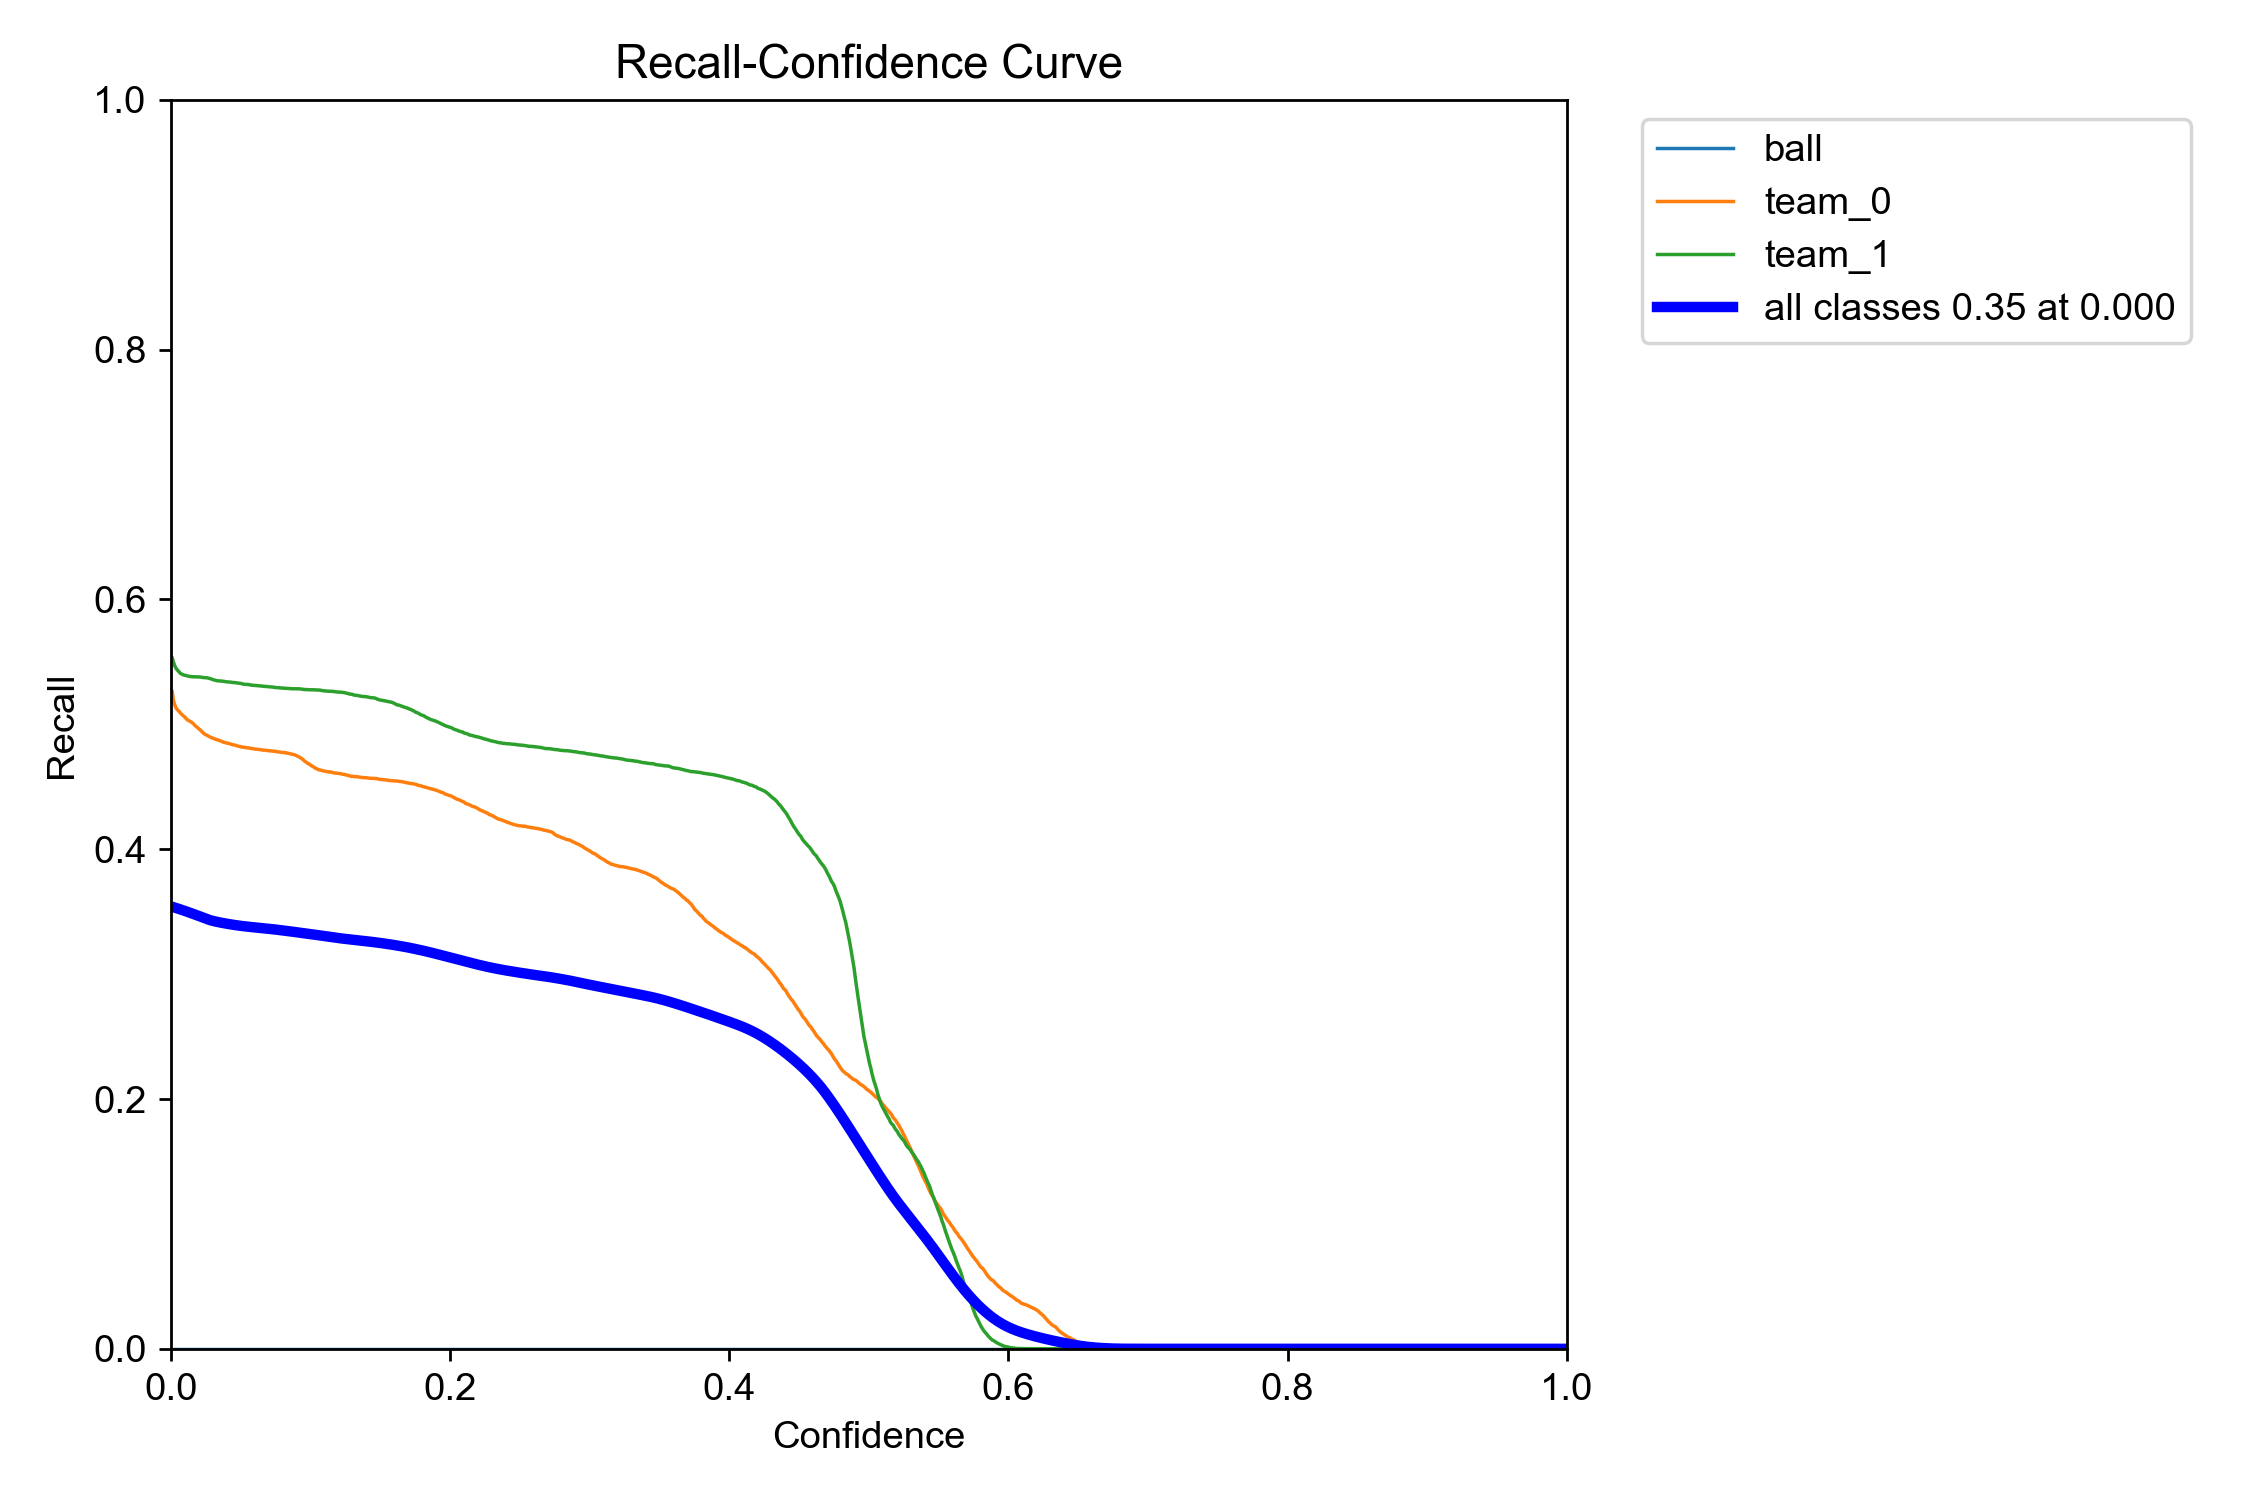 Recall-Confidence Curve
1.0
0.8
0.6
0.4
0.2
0.0
Recall
0.0 0.2 0.4 0.6 0.8 1.0
Confidence
ball
team_0
team_1
all classes 0.35 at 0.000